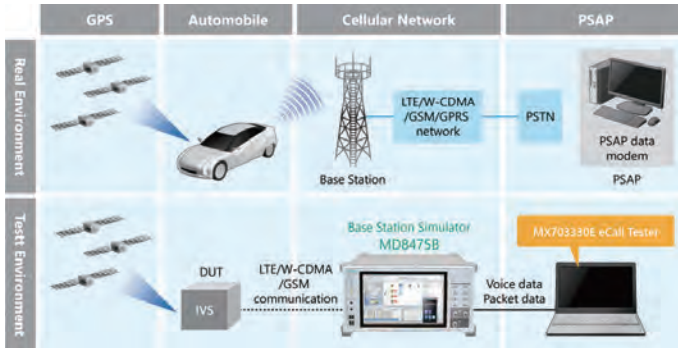 GPS
Automobile
Cellular Network
PSAP
Real Environment
LTE/W-CDMA
/GSM/GPRS
network
PSTN
PSAP data
modem
Base Station
PSAP
Testt Environment
Base Station Simulator
MD8475B
MX703330E eCall Tester
DUT
LTE/W-CDMA
/GSM
communication
Voice data
Packet data
IVS